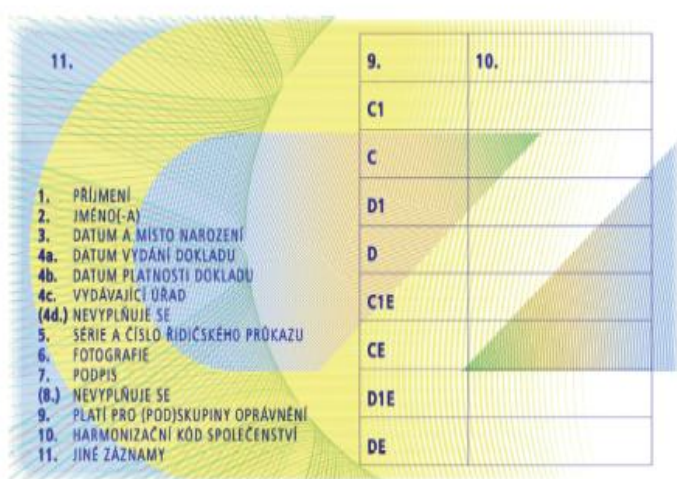 11.
1. PŘÍJMENÍ
2. JMÉNO(-A)
3. DATUM A MÍSTO NAROZENÍ
4a. DATUM VYDÁNÍ DOKLADU
4b. DATUM PLATNOSTI DOKLADU
4c. VYDÁVAJÍCÍ ÚŘAD
(4d.) NEVYPLŇUJE SE
5. SÉRIE A ČÍSLO ŘIDIČSKÉHO PRŮKAZU
6. FOTOGRAFIE
7. PODPIS
(8.) NEVYPLŇUJE SE
9. PLATÍ PRO (POD)SKUPINY OPRÁVNĚNÍ
10. HARMONIZAČNÍ KÓD SPOLEČENSTVÍ
11. JINÉ ZÁZNAMY
9. 10.
C1
C
D1
D
C1E
CE
D1E
DE